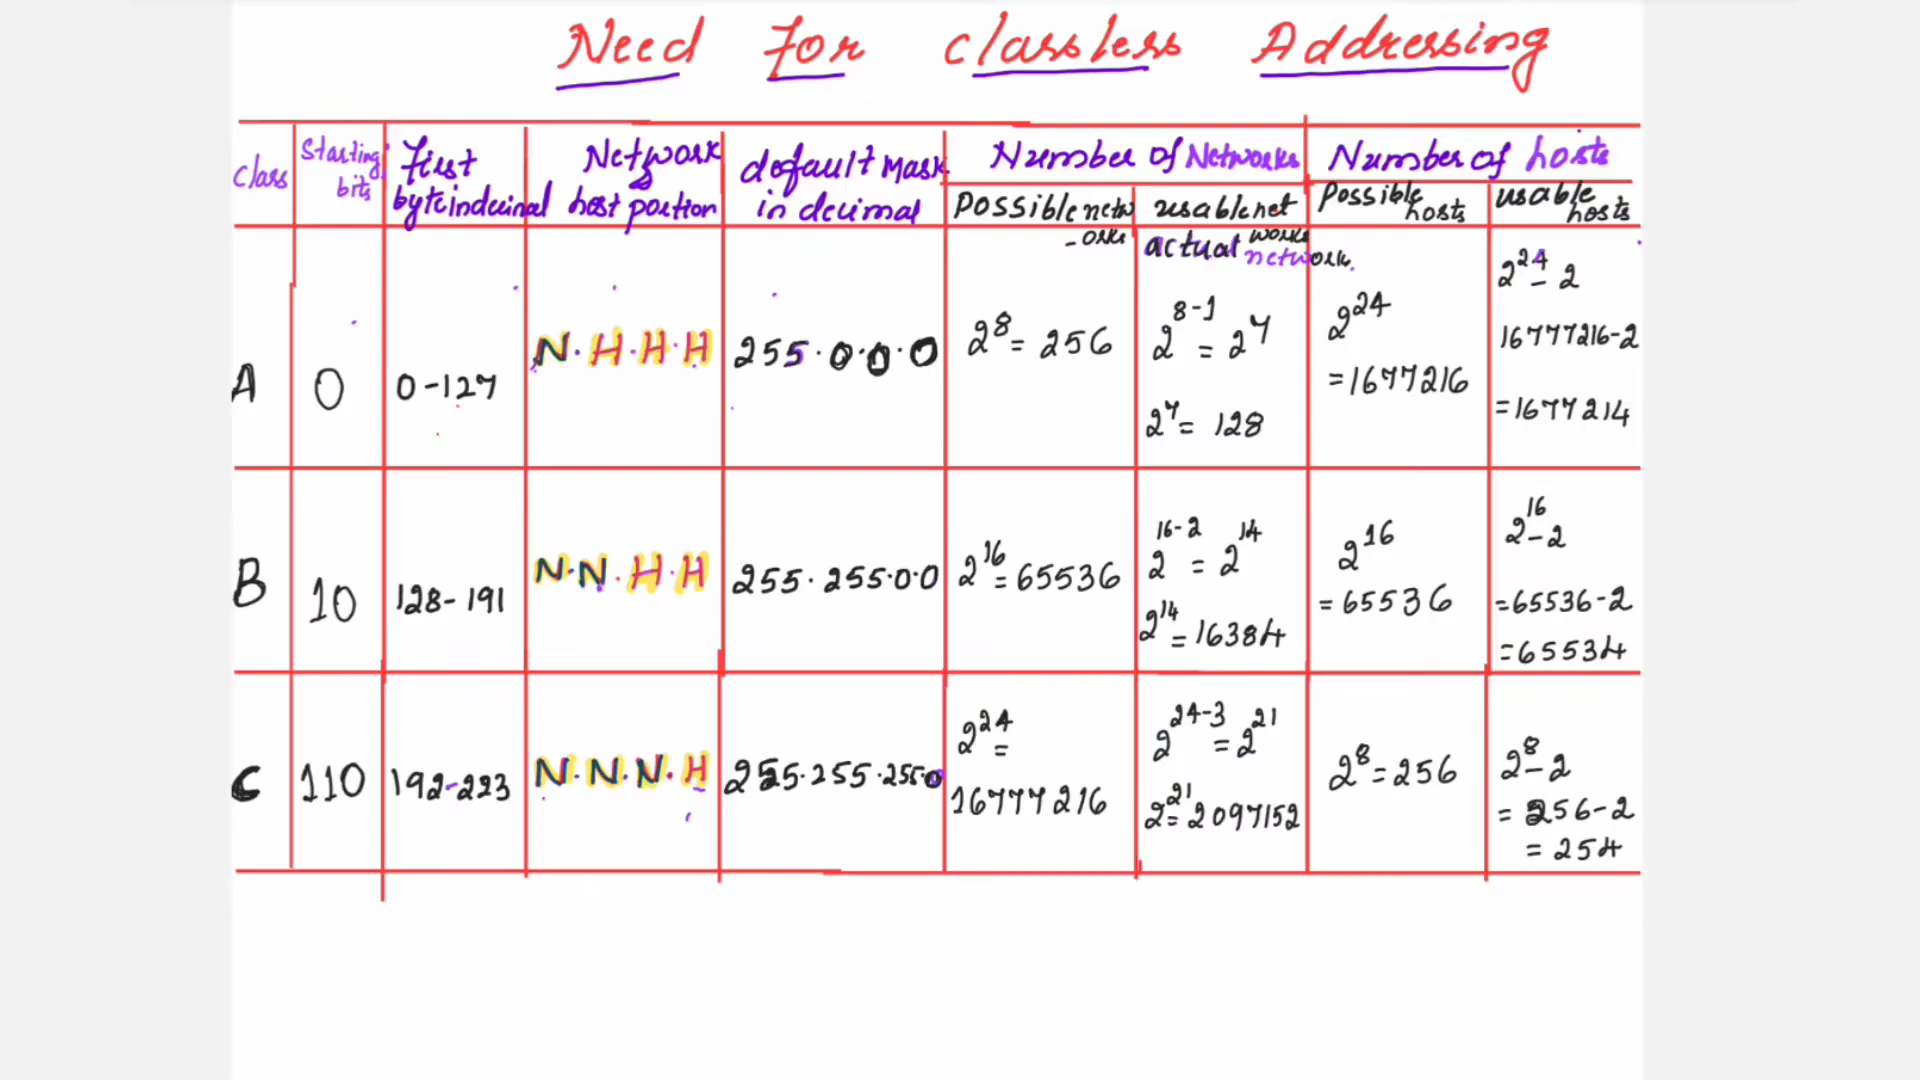 Need For classless Addressing
class
Starting bits
First byte in decimal
Network & host portion
default Mask in decimal
Number of Networks
Number of hosts
Possible netw-orks
usable net works
actual network.
Possible hosts
usable hosts
A
0
0-127
N.H.H.H
255.0.0.0
2^8 = 256
2^8-1 = 2^7
2^7 = 128
2^24
=1677216
2^24 - 2
16777216-2
=1677214
B
10
128-191
N.N.H.H
255.255.0.0
2^16 = 65536
2^16-2 = 2^14
2^14 = 16384
2^16
=65536
2^16 - 2
=65536-2
=65534
C
110
192-223
N.N.N.H
255.255.255.0
2^24 =
16777216
2^24-3 = 2^21
2^21 = 2097152
2^8 = 256
2^8 - 2
= 256-2
= 254